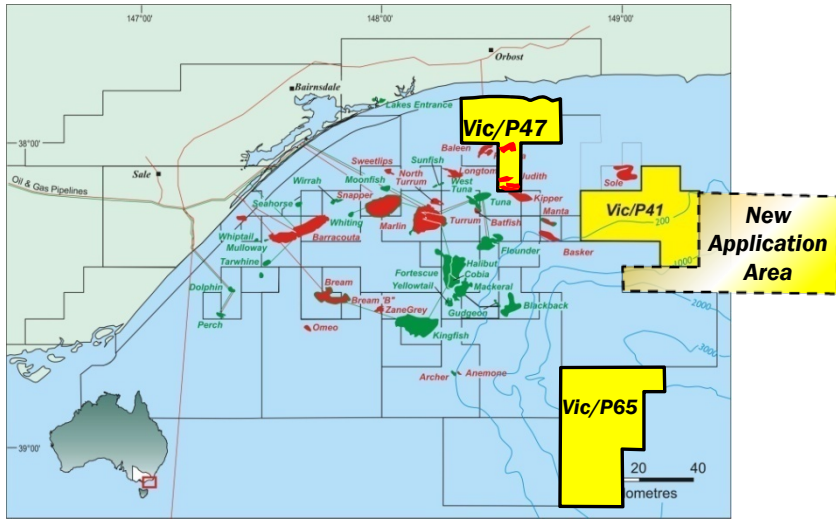 147°00'
148°00'
149°00'
Orbost
Bairnsdale
Lakes Entrance
Vic/P47
38°00'
Baleen
Sale
Sweetlips
North
Turrum
Sunfish
Longtom
Judith
Sole
Oil & Gas Pipelines
Moonfish
West
Tuna
Wirrah
Snapper
Tuna
Kipper
Seahorse
Manta
Vic/P41
200
New
Application
Area
Whiting
Marlin
Turrum
Batfish
Whiptail
Barracouta
Mulloway
Flounder
Basker
Tarwhine
Halibut
1000
Fortescue
Cobia
Dolphin
Yellowtail
Mackeral
Bream
2000
Bream 'B'
ZaneGrey
Gudgeon
Blackback
Perch
Omeo
Kingfish
3000
Archer
Anemone
Vic/P65
39°00'
20
40
lometres